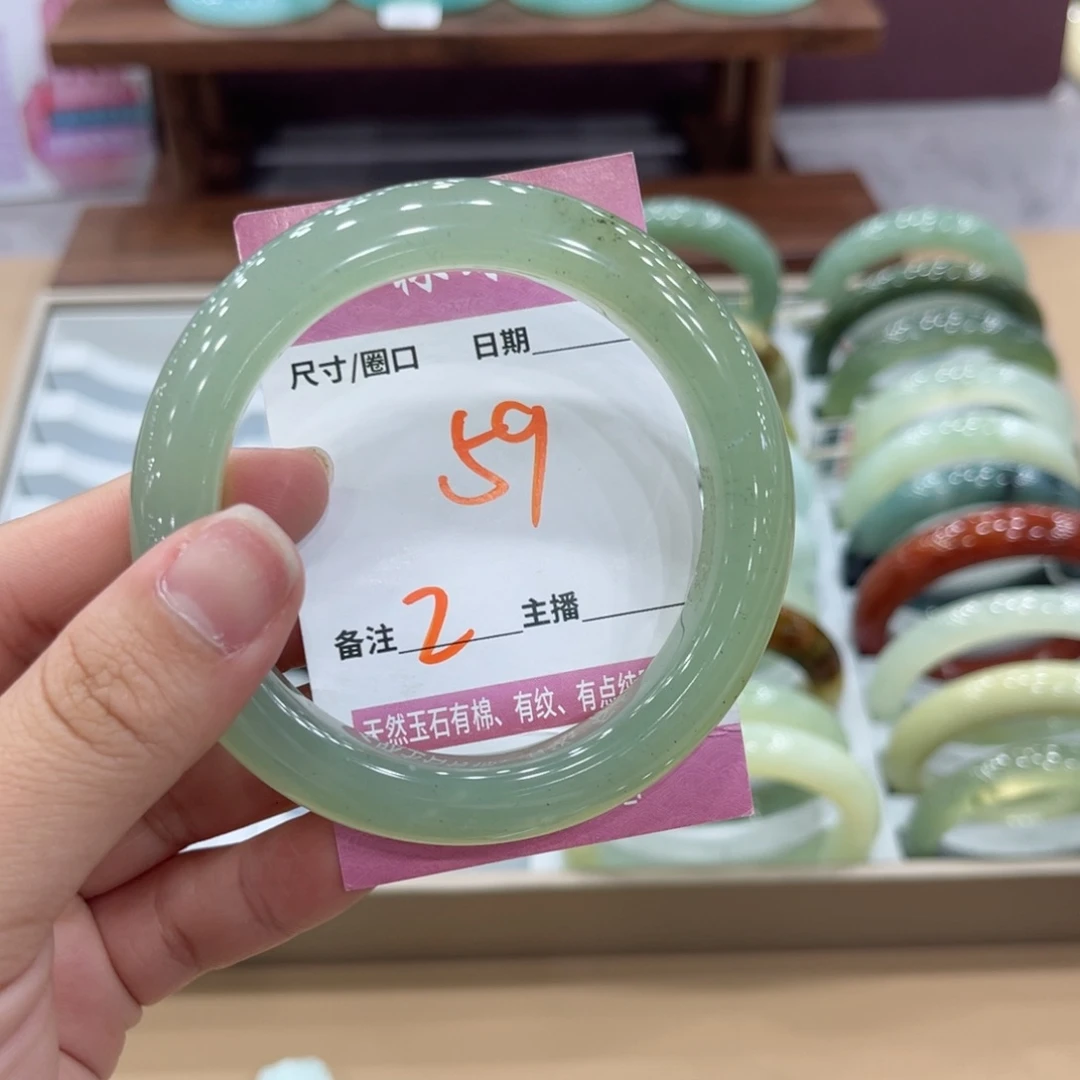 尺寸/圈口 日期
59
备注 2 主播
天然玉石有棉、有纹、有点